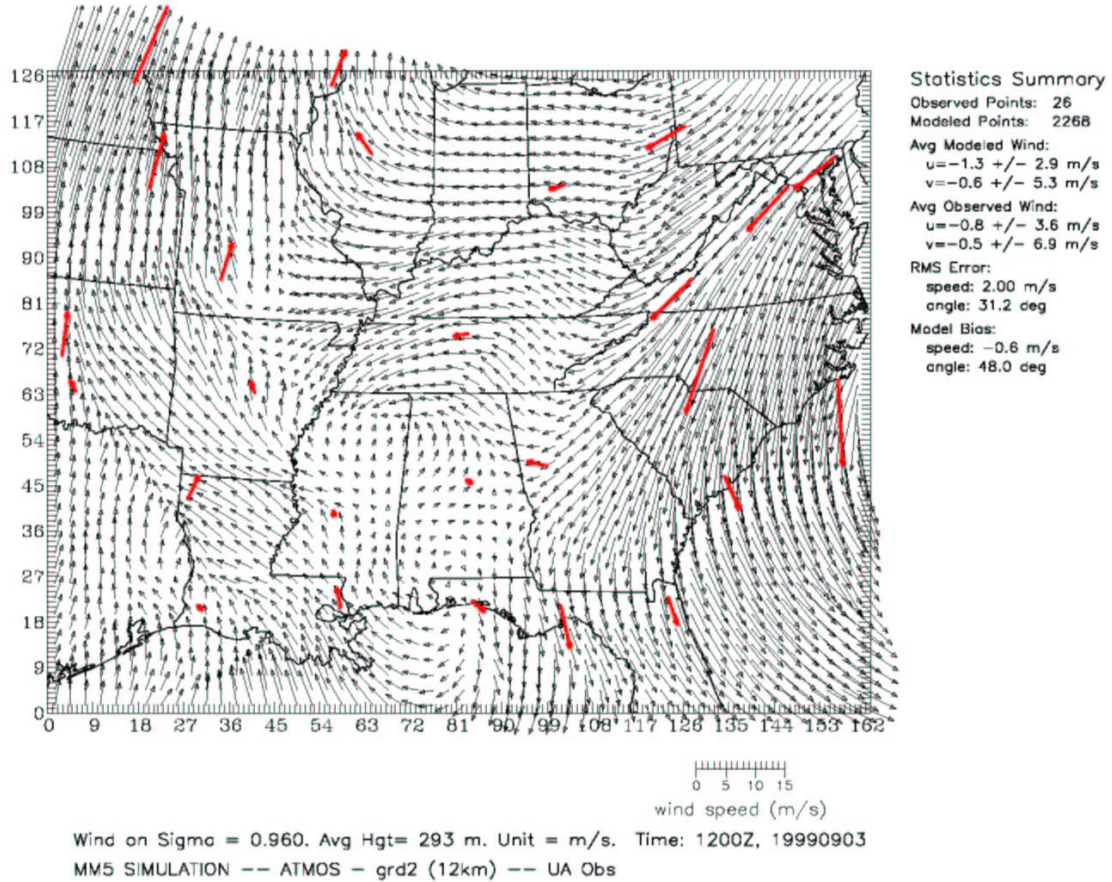 126
117
108
99
90
81
72
63
54
45
36
27
18
9
0
0 9 18 27 36 45 54 63 72 81 90 99 108 117 126 135 144 153 162
Statistics Summary
Observed Points: 26
Modeled Points: 2268
Avg Modeled Wind:
u=-1.3 +/- 2.9 m/s
v=-0.6 +/- 5.3 m/s
Avg Observed Wind:
u=-0.8 +/- 3.6 m/s
v=-0.5 +/- 6.9 m/s
RMS Error:
speed: 2.00 m/s
angle: 31.2 deg
Model Bias:
speed: -0.6 m/s
angle: 48.0 deg
0 5 10 15
wind speed (m/s)
Wind on Sigma = 0.960. Avg Hgt= 293 m. Unit = m/s. Time: 1200Z, 19990903
MM5 SIMULATION -- ATMOS - grd2 (12km) -- UA Obs